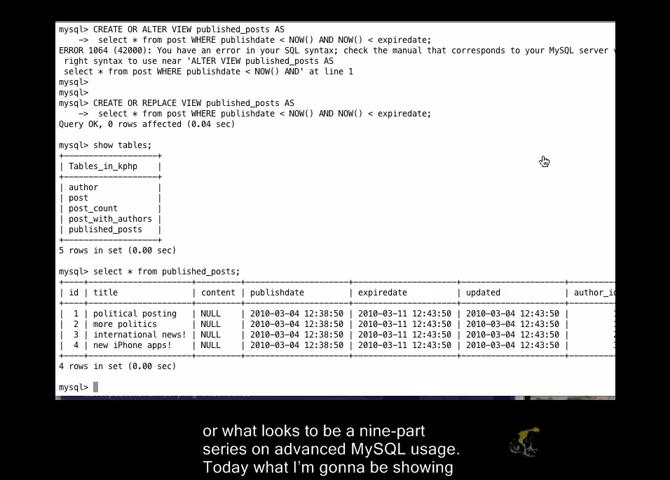 mysql> CREATE OR ALTER VIEW published_posts AS
-> select * from post WHERE publishdate < NOW() AND NOW() < expiredate;
ERROR 1064 (42000): You have an error in your SQL syntax; check the manual that corresponds to your MySQL server v
right syntax to use near 'ALTER VIEW published_posts AS
select * from post WHERE publishdate < NOW() AND' at line 1
mysql>
mysql>
mysql> CREATE OR REPLACE VIEW published_posts AS
-> select * from post WHERE publishdate < NOW() AND NOW() < expiredate;
Query OK, 0 rows affected (0.04 sec)
mysql> show tables;
+-------------------+
| Tables_in_kphp |
+-------------------+
| author |
| post |
| post_count |
| post_with_authors |
| published_posts |
+-------------------+
5 rows in set (0.00 sec)
mysql> select * from published_posts;
| id | title | content | publishdate | expiredate | updated | author_i
| 1 | political posting | NULL | 2010-03-04 12:38:50 | 2010-03-11 12:43:50 | 2010-03-04 12:43:50 |
| 2 | more politics | NULL | 2010-03-04 12:38:50 | 2010-03-11 12:43:50 | 2010-03-04 12:43:50 |
| 3 | international news! | NULL | 2010-03-04 12:38:50 | 2010-03-11 12:43:50 | 2010-03-04 12:43:50 |
| 4 | new iPhone apps! | NULL | 2010-03-04 12:38:50 | 2010-03-11 12:43:50 | 2010-03-04 12:43:50 |
4 rows in set (0.00 sec)
mysql>
or what looks to be a nine-part
series on advanced MySQL usage.
Today what I'm gonna be showing